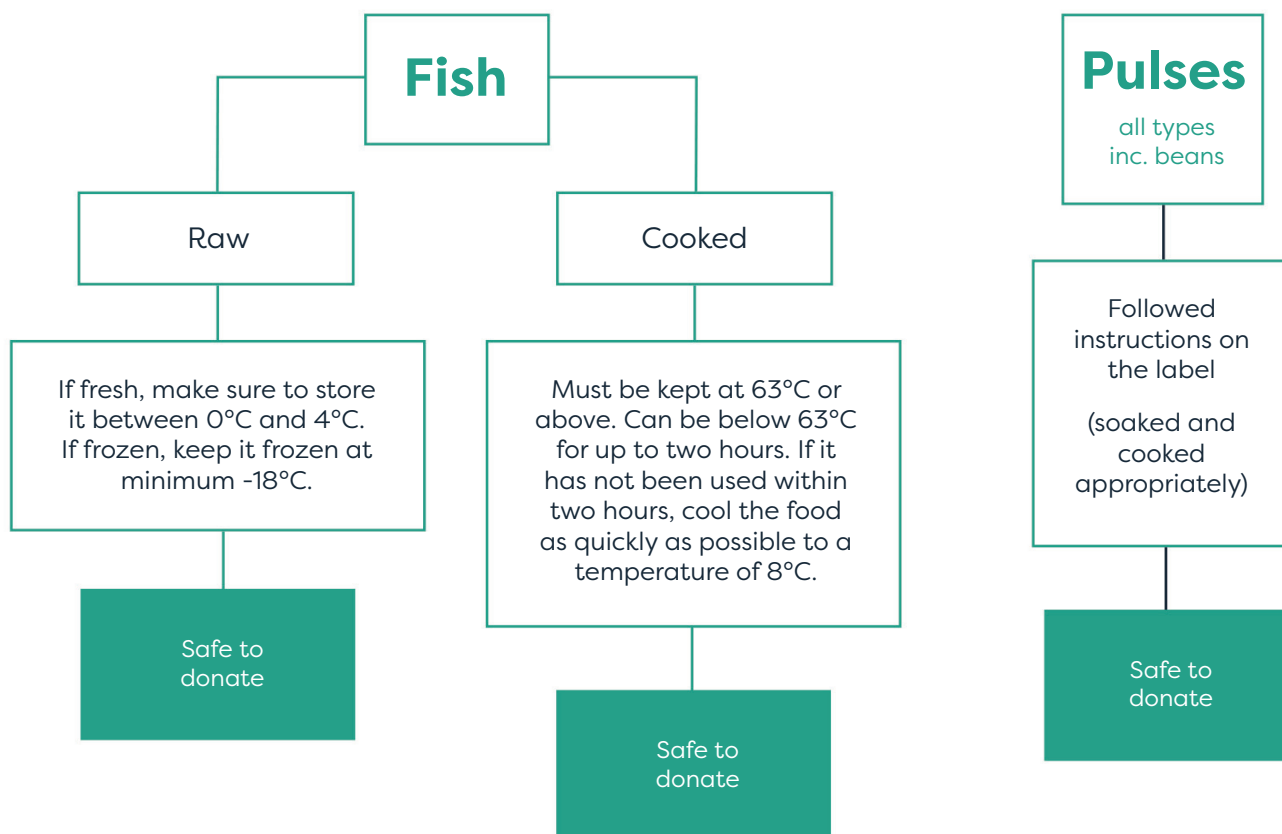 Fish
Raw
If fresh, make sure to store
it between 0°C and 4°C.
If frozen, keep it frozen at
minimum -18°C.
Safe to
donate
Cooked
Must be kept at 63°C or
above. Can be below 63°C
for up to two hours. If it
has not been used within
two hours, cool the food
as quickly as possible to a
temperature of 8°C.
Safe to
donate
Pulses
all types
inc. beans
Followed
instructions on
the label
(soaked and
cooked
appropriately)
Safe to
donate